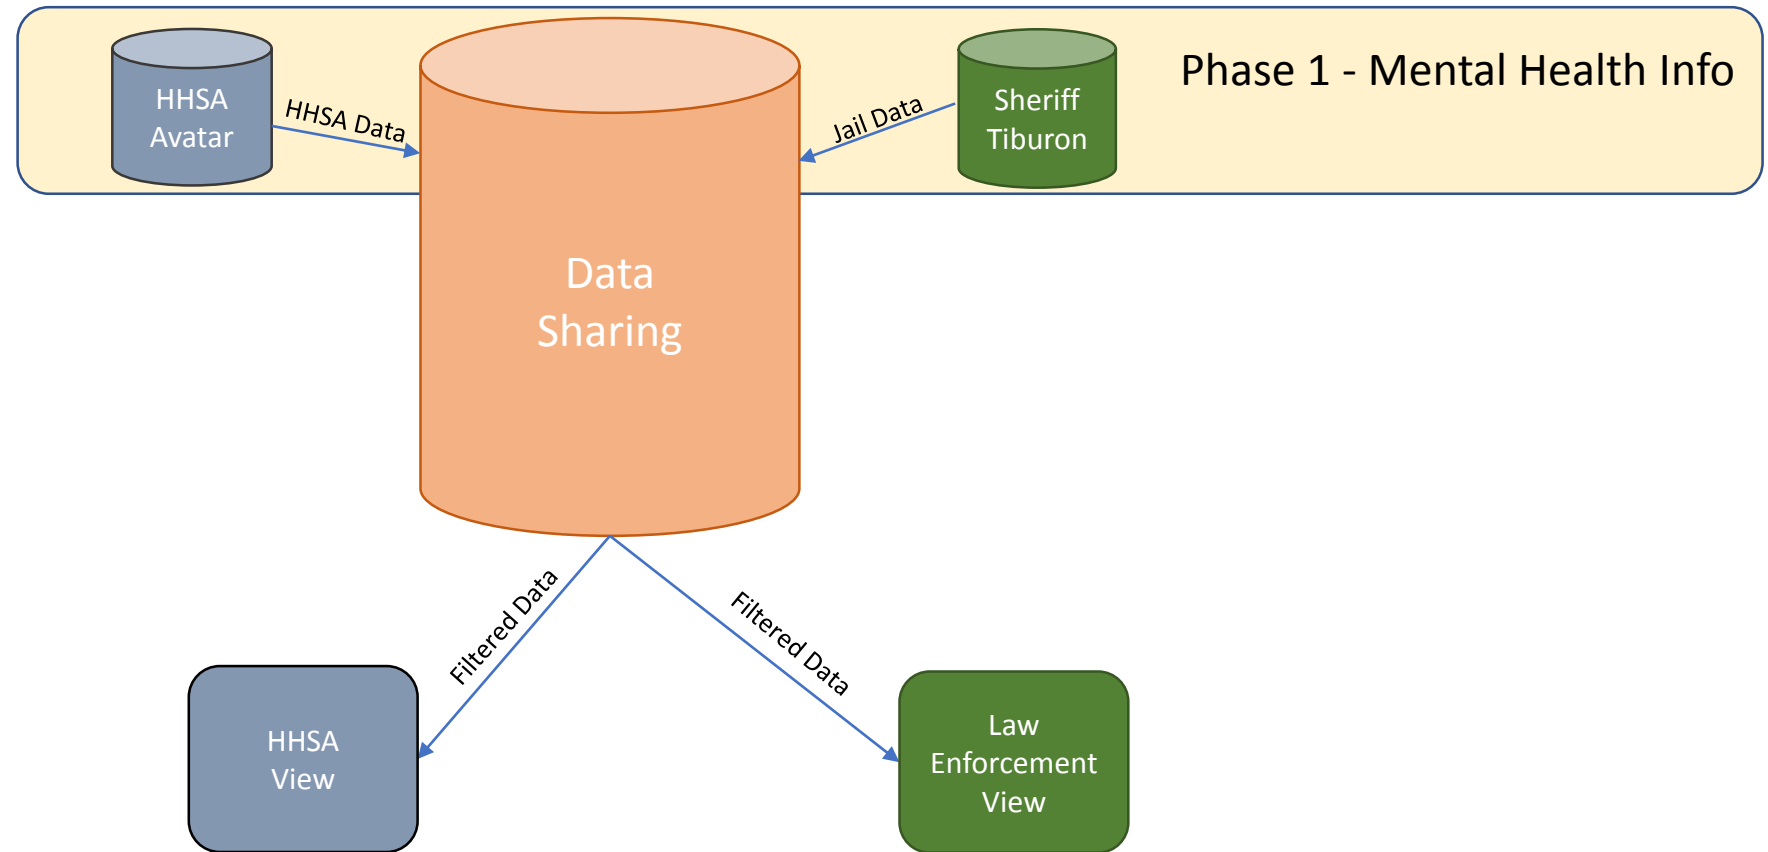 HHSA
Avatar
HHSA Data
Jail Data
Sheriff
Tiburon
Phase 1 - Mental Health Info
Data
Sharing
Filtered Data
Filtered Data
HHSA
View
Law
Enforcement
View